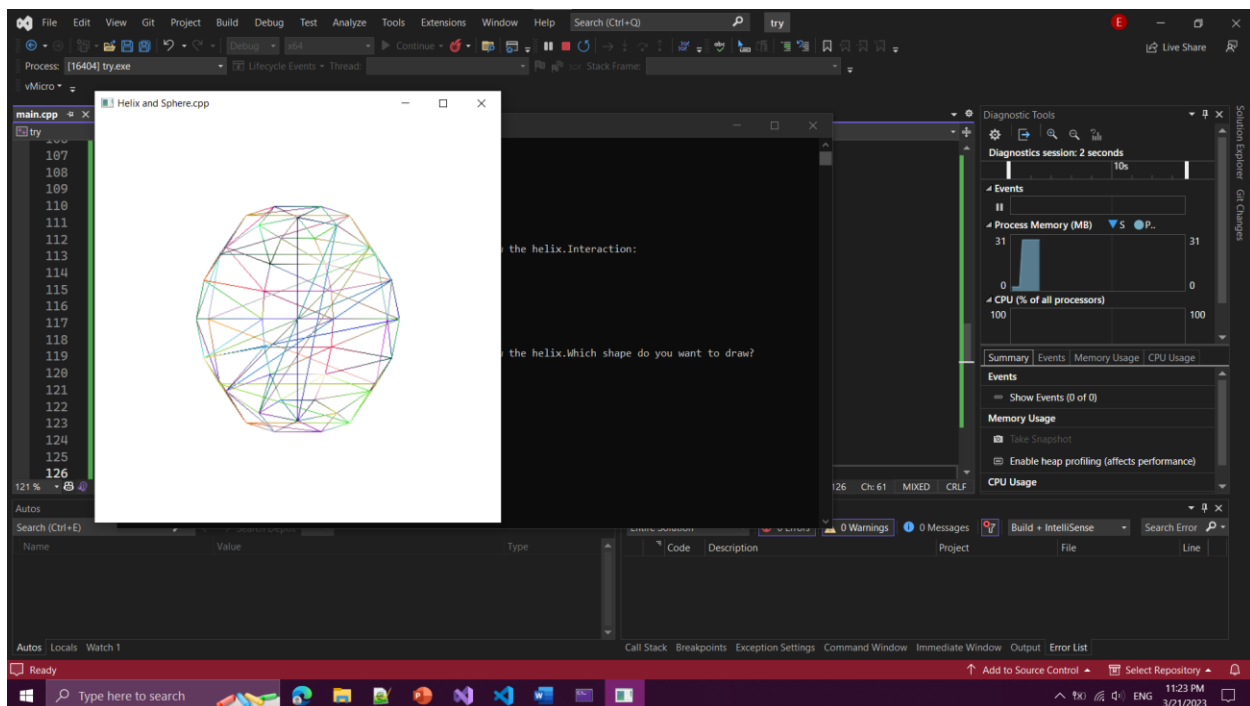 File Edit View Git Project Build Debug Test Analyze Tools Extensions Window Help Search (Ctrl+Q) try E
Debug x64 Continue Live Share
Process: [16404] try.exe Lifecycle Events Thread: Stack Frame:
vMicro
Helix and Sphere.cpp
main.cpp
try
107
108
109
110
111
112
113
114
115
116
117
118
119
120
121
122
123
124
125
126
the helix.Interaction:
the helix.Which shape do you want to draw?
121 %
126 Ch: 61 MIXED CRLF
Diagnostic Tools
Diagnostics session: 2 seconds
10s
Events
Process Memory (MB) S P..
31 31
0 0
CPU (% of all processors)
100 100
Summary Events Memory Usage CPU Usage
Events
Show Events (0 of 0)
Memory Usage
Take Snapshot
Enable heap profiling (affects performance)
CPU Usage
Solution Explorer
Git Changes
Autos
Search (Ctrl+E)
Name Value Type
Entire Solution 0 Errors 0 Warnings 0 Messages Build + IntelliSense Search Error
Code Description Project File Line
Autos Locals Watch 1
Call Stack Breakpoints Exception Settings Command Window Immediate Window Output Error List
Ready Add to Source Control Select Repository
Type here to search ENG 11:23 PM
3/21/2023